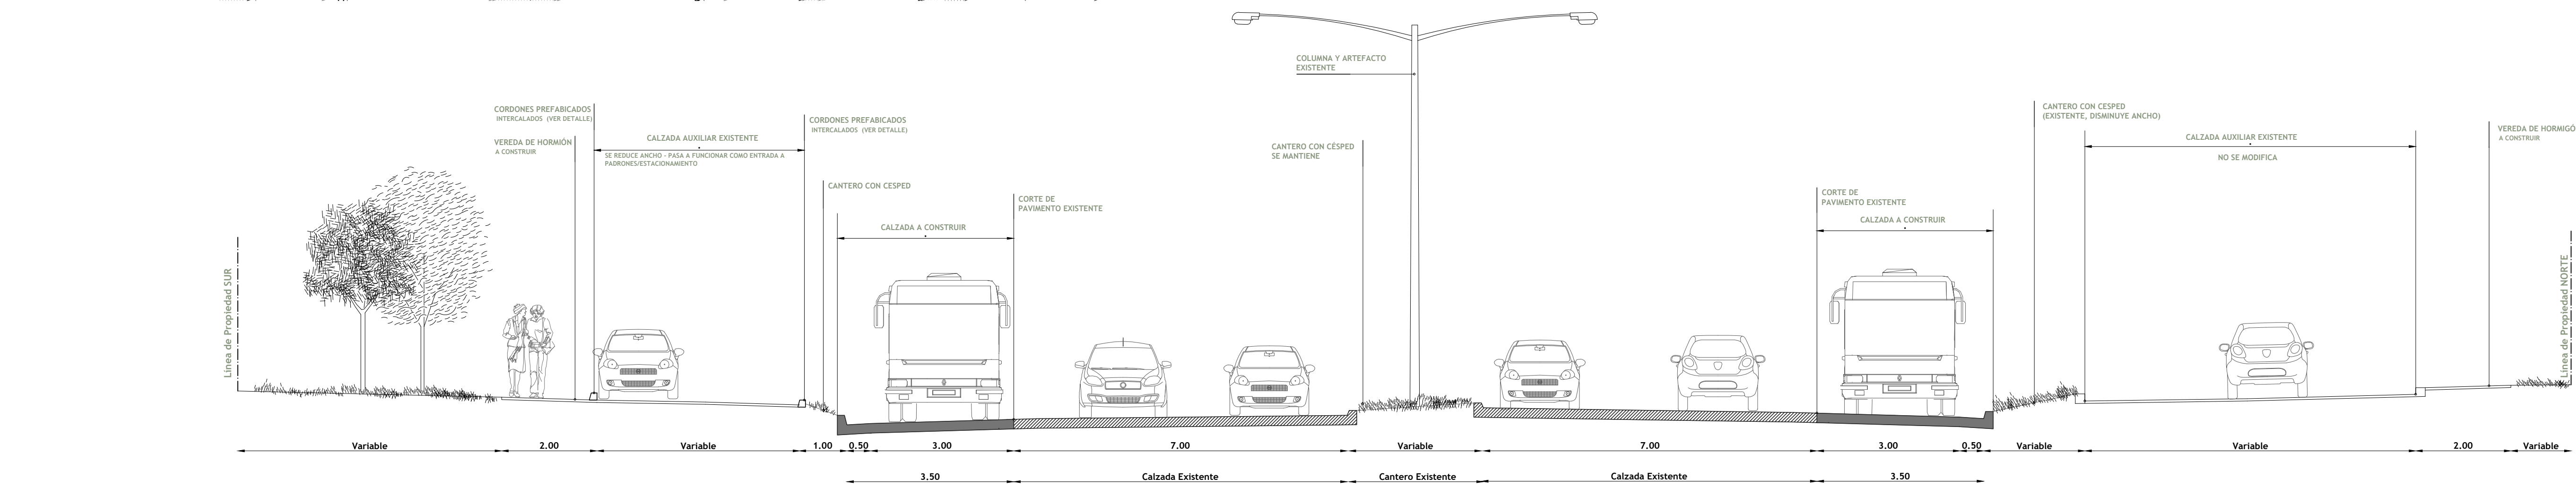 COLUMNA Y ARTEFACTO
EXISTENTE
CORDONES PREFABICADOS
INTERCALADOS (VER DETALLE)
VEREDA DE HORMIÓN
A CONSTRUIR
CALZADA AUXILIAR EXISTENTE
SE REDUCE ANCHO - PASA A FUNCIONAR COMO ENTRADA A
PADRONES/ESTACIONAMIENTO
CORDONES PREFABICADOS
INTERCALADOS (VER DETALLE)
CANTERO CON CESPED
CORTE DE
PAVIMENTO EXISTENTE
CALZADA A CONSTRUIR
CANTERO CON CÉSPED
SE MANTIENE
CORTE DE
PAVIMENTO EXISTENTE
CALZADA A CONSTRUIR
CANTERO CON CESPED
(EXISTENTE, DISMINUYE ANCHO)
CALZADA AUXILIAR EXISTENTE
NO SE MODIFICA
VEREDA DE HORMIGÓ
A CONSTRUIR
Línea de Propiedad SUR
Línea de Propiedad NORTE
Variable
2.00
Variable
1.00
0.50
3.00
7.00
Variable
7.00
3.00
0.50
Variable
Variable
2.00
Variable
3.50
Calzada Existente
Cantero Existente
Calzada Existente
3.50